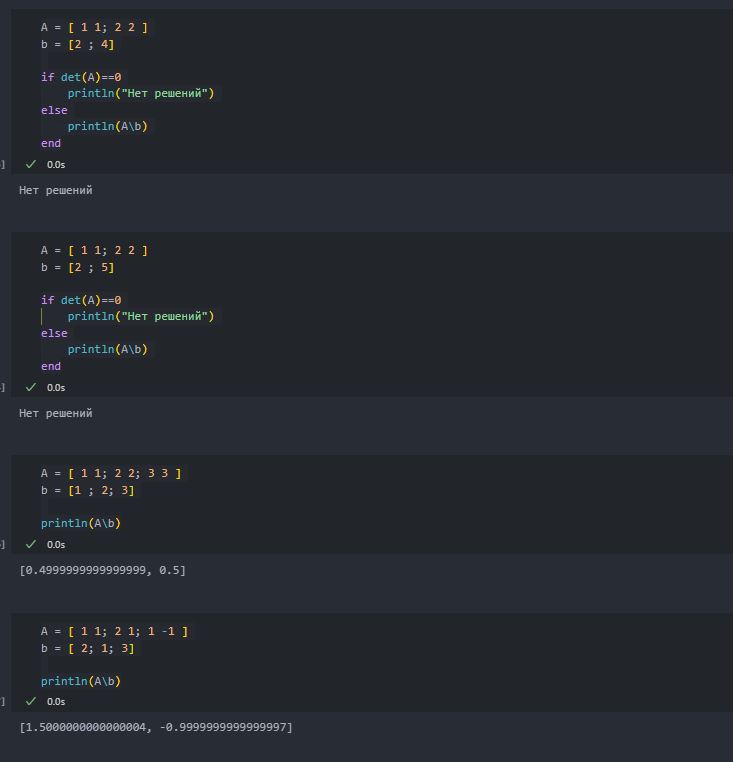 A = [ 1 1; 2 2 ]
b = [2 ; 4]
if det(A)==0
println("Нет решений")
else
println(A\b)
end
] ✓ 0.0s
Нет решений
A = [ 1 1; 2 2 ]
b = [2 ; 5]
if det(A)==0
println("Нет решений")
else
println(A\b)
end
] ✓ 0.0s
Нет решений
A = [ 1 1; 2 2; 3 3 ]
b = [1 ; 2; 3]
println(A\b)
] ✓ 0.0s
[0.4999999999999999, 0.5]
A = [ 1 1; 2 1; 1 -1 ]
b = [ 2; 1; 3]
println(A\b)
] ✓ 0.0s
[1.5000000000000004, -0.9999999999999997]